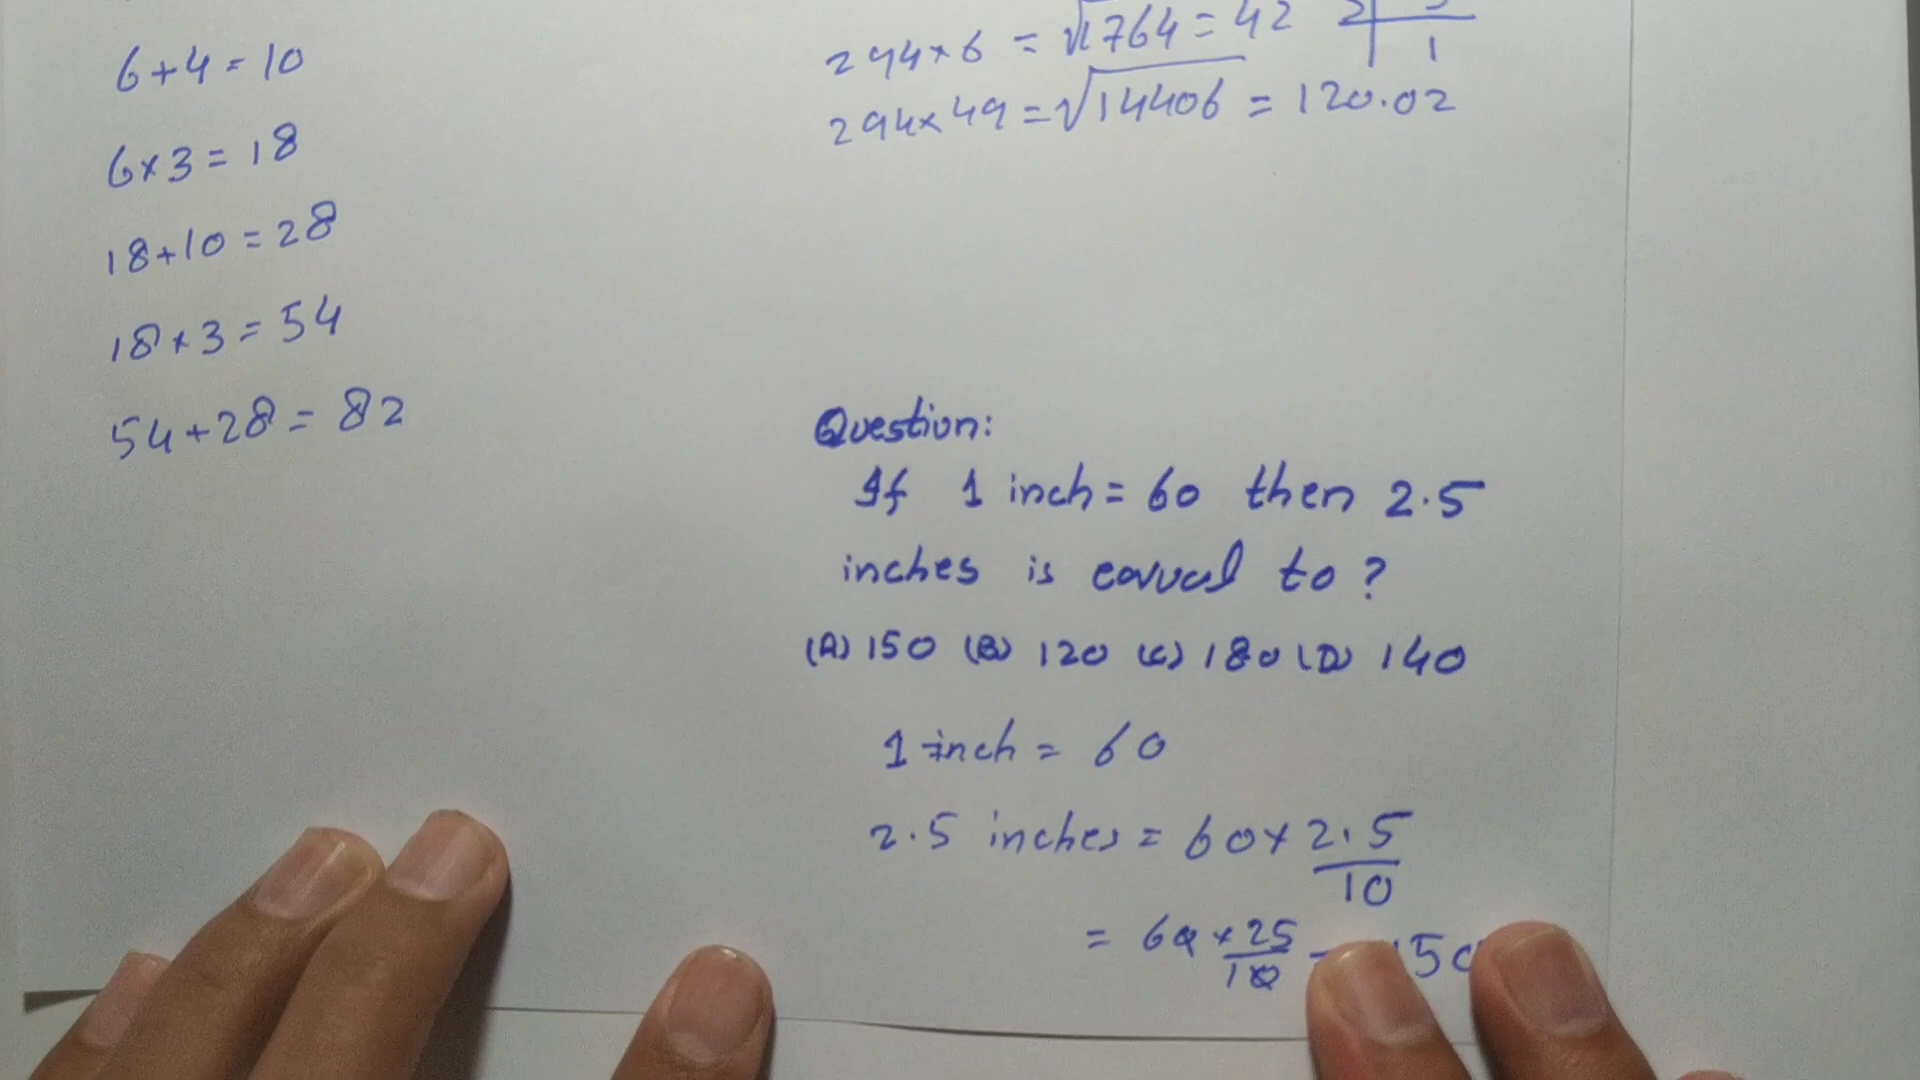 6+4=10
6×3=18
18+10=28
18×3=54
54+28=82
294×6 = √1764 = 42
294×49 = √14406 = 120.02
2
1
Question:
If 1 inch = 60 then 2.5
inches is equal to ?
(A) 150 (B) 120 (C) 180 (D) 140
1 inch = 60
2.5 inches = 60 × 2.5
10
= 60 × 25
10